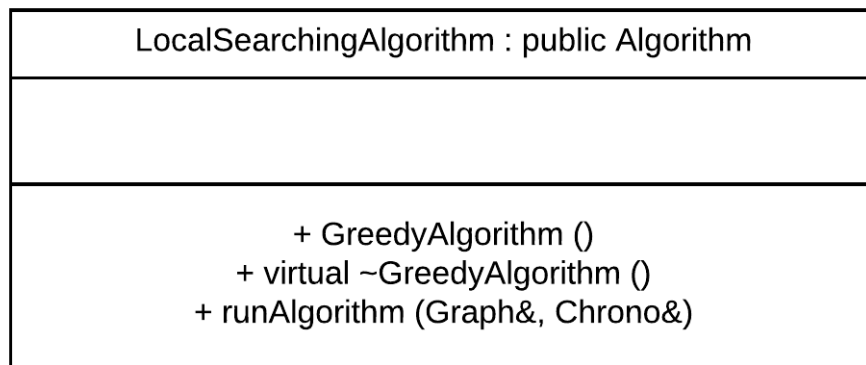 LocalSearchingAlgorithm : public Algorithm
+ GreedyAlgorithm ()
+ virtual ~GreedyAlgorithm ()
+ runAlgorithm (Graph&, Chrono&)